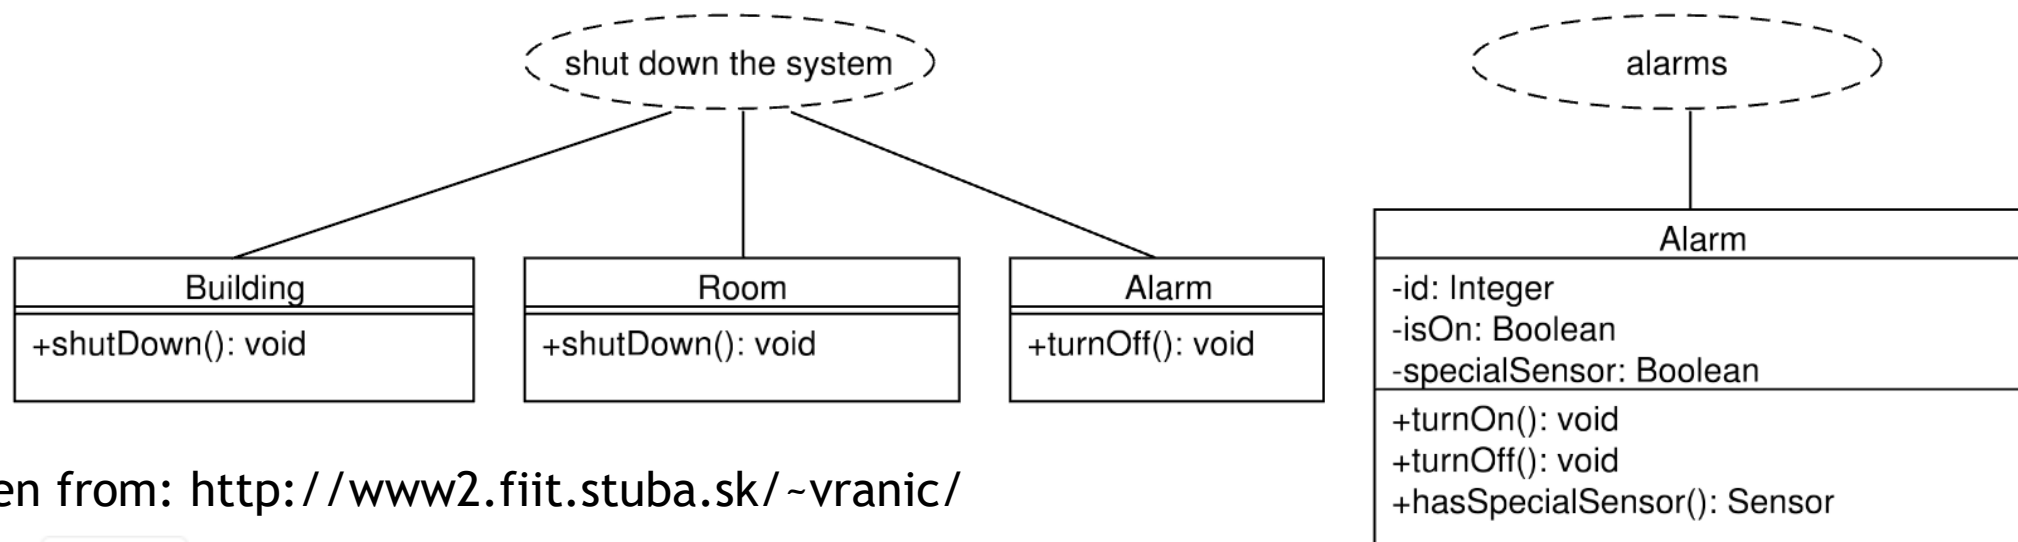 shut down the system
alarms
Building
+shutDown(): void
Room
+shutDown(): void
Alarm
+turnOff(): void
Alarm
-id: Integer
-isOn: Boolean
-specialSensor: Boolean
+turnOn(): void
+turnOff(): void
+hasSpecialSensor(): Sensor
en from: http://www2.fiit.stuba.sk/~vranic/